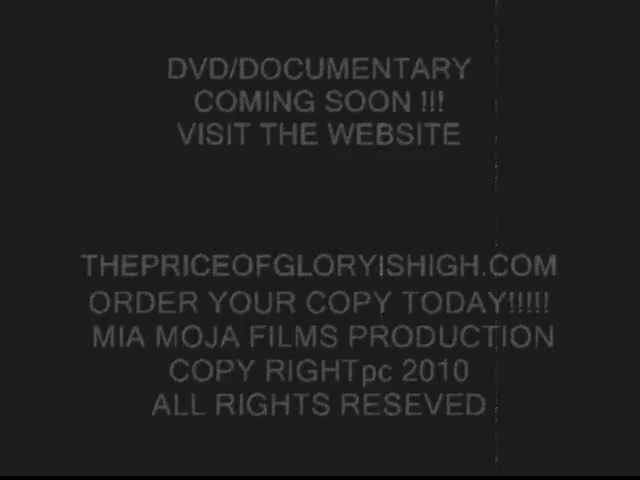 DVD/DOCUMENTARY
COMING SOON !!!
VISIT THE WEBSITE
THEPRICEOFGLORYISHIGH.COM
ORDER YOUR COPY TODAY!!!!!
MIA MOJA FILMS PRODUCTION
COPY RIGHTpc 2010
ALL RIGHTS RESEVED